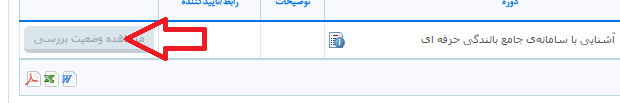 دوره توضیحات رابط/تاییدکننده
آشنایی با سامانه‌ی جامع بالندگی حرفه ای مشاهده وضعیت بررسی